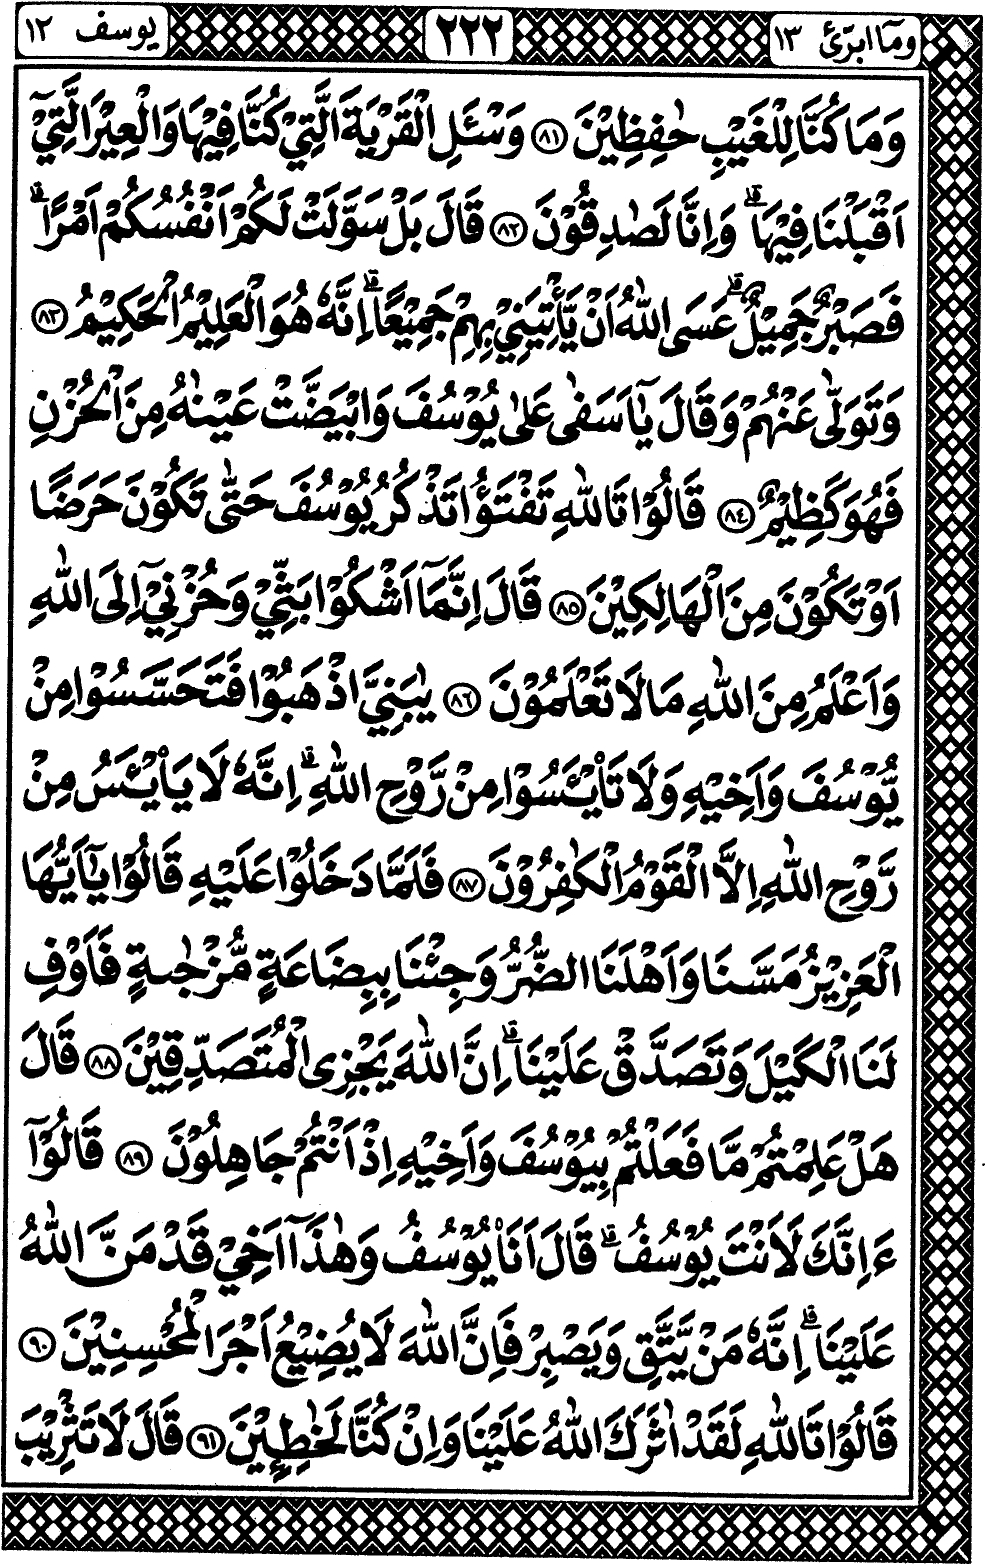 وما ابرّئ ١٣
٢٢٢
يوسف ١٢
وَمَا كُنَّا لِلْغَيْبِ حٰفِظِيْنَ ﴿٨١﴾ وَسْـَٔلِ الْقَرْيَةَ الَّتِيْ كُنَّا فِيْهَا وَالْعِيْرَ الَّتِيْٓ
اَقْبَلْنَا فِيْهَا ؕ وَاِنَّا لَصٰدِقُوْنَ ﴿٨٢﴾ قَالَ بَلْ سَوَّلَتْ لَكُمْ اَنْفُسُكُمْ اَمْرًا ؕ
فَصَبْرٌ جَمِيْلٌ ؕ عَسَى اللّٰهُ اَنْ يَّاْتِيَنِيْ بِهِمْ جَمِيْعًا ؕ اِنَّهٗ هُوَ الْعَلِيْمُ الْحَكِيْمُ ﴿٨٣﴾
وَتَوَلّٰى عَنْهُمْ وَقَالَ يٰٓاَسَفٰى عَلٰى يُوْسُفَ وَابْيَضَّتْ عَيْنٰهُ مِنَ الْحُزْنِ
فَهُوَ كَظِيْمٌ ﴿٨٤﴾ قَالُوْا تَاللّٰهِ تَفْتَؤُا تَذْكُرُ يُوْسُفَ حَتّٰى تَكُوْنَ حَرَضًا
اَوْ تَكُوْنَ مِنَ الْهَالِكِيْنَ ﴿٨٥﴾ قَالَ اِنَّمَآ اَشْكُوْا بَثِّيْ وَحُزْنِيْٓ اِلَى اللّٰهِ
وَاَعْلَمُ مِنَ اللّٰهِ مَا لَا تَعْلَمُوْنَ ﴿٨٦﴾ يٰبَنِيَّ اذْهَبُوْا فَتَحَسَّسُوْا مِنْ
يُّوْسُفَ وَاَخِيْهِ وَلَا تَايْـَٔسُوْا مِنْ رَّوْحِ اللّٰهِ ؕ اِنَّهٗ لَا يَايْـَٔسُ مِنْ
رَّوْحِ اللّٰهِ اِلَّا الْقَوْمُ الْكٰفِرُوْنَ ﴿٨٧﴾ فَلَمَّا دَخَلُوْا عَلَيْهِ قَالُوْا يٰٓاَيُّهَا
الْعَزِيْزُ مَسَّنَا وَاَهْلَنَا الضُّرُّ وَجِئْنَا بِبِضَاعَةٍ مُّزْجٰىةٍ فَاَوْفِ
لَنَا الْكَيْلَ وَتَصَدَّقْ عَلَيْنَا ؕ اِنَّ اللّٰهَ يَجْزِى الْمُتَصَدِّقِيْنَ ﴿٨٨﴾ قَالَ
هَلْ عَلِمْتُمْ مَّا فَعَلْتُمْ بِيُوْسُفَ وَاَخِيْهِ اِذْ اَنْتُمْ جَاهِلُوْنَ ﴿٨٩﴾ قَالُوْٓا
ءَاِنَّكَ لَاَنْتَ يُوْسُفُ ؕ قَالَ اَنَا يُوْسُفُ وَهٰذَآ اَخِيْ قَدْ مَنَّ اللّٰهُ
عَلَيْنَا ؕ اِنَّهٗ مَنْ يَّتَّقِ وَيَصْبِرْ فَاِنَّ اللّٰهَ لَا يُضِيْعُ اَجْرَ الْمُحْسِنِيْنَ ﴿٩٠﴾
قَالُوْا تَاللّٰهِ لَقَدْ اٰثَرَكَ اللّٰهُ عَلَيْنَا وَاِنْ كُنَّا لَخٰطِـِٕيْنَ ﴿٩١﴾ قَالَ لَا تَثْرِيْبَ